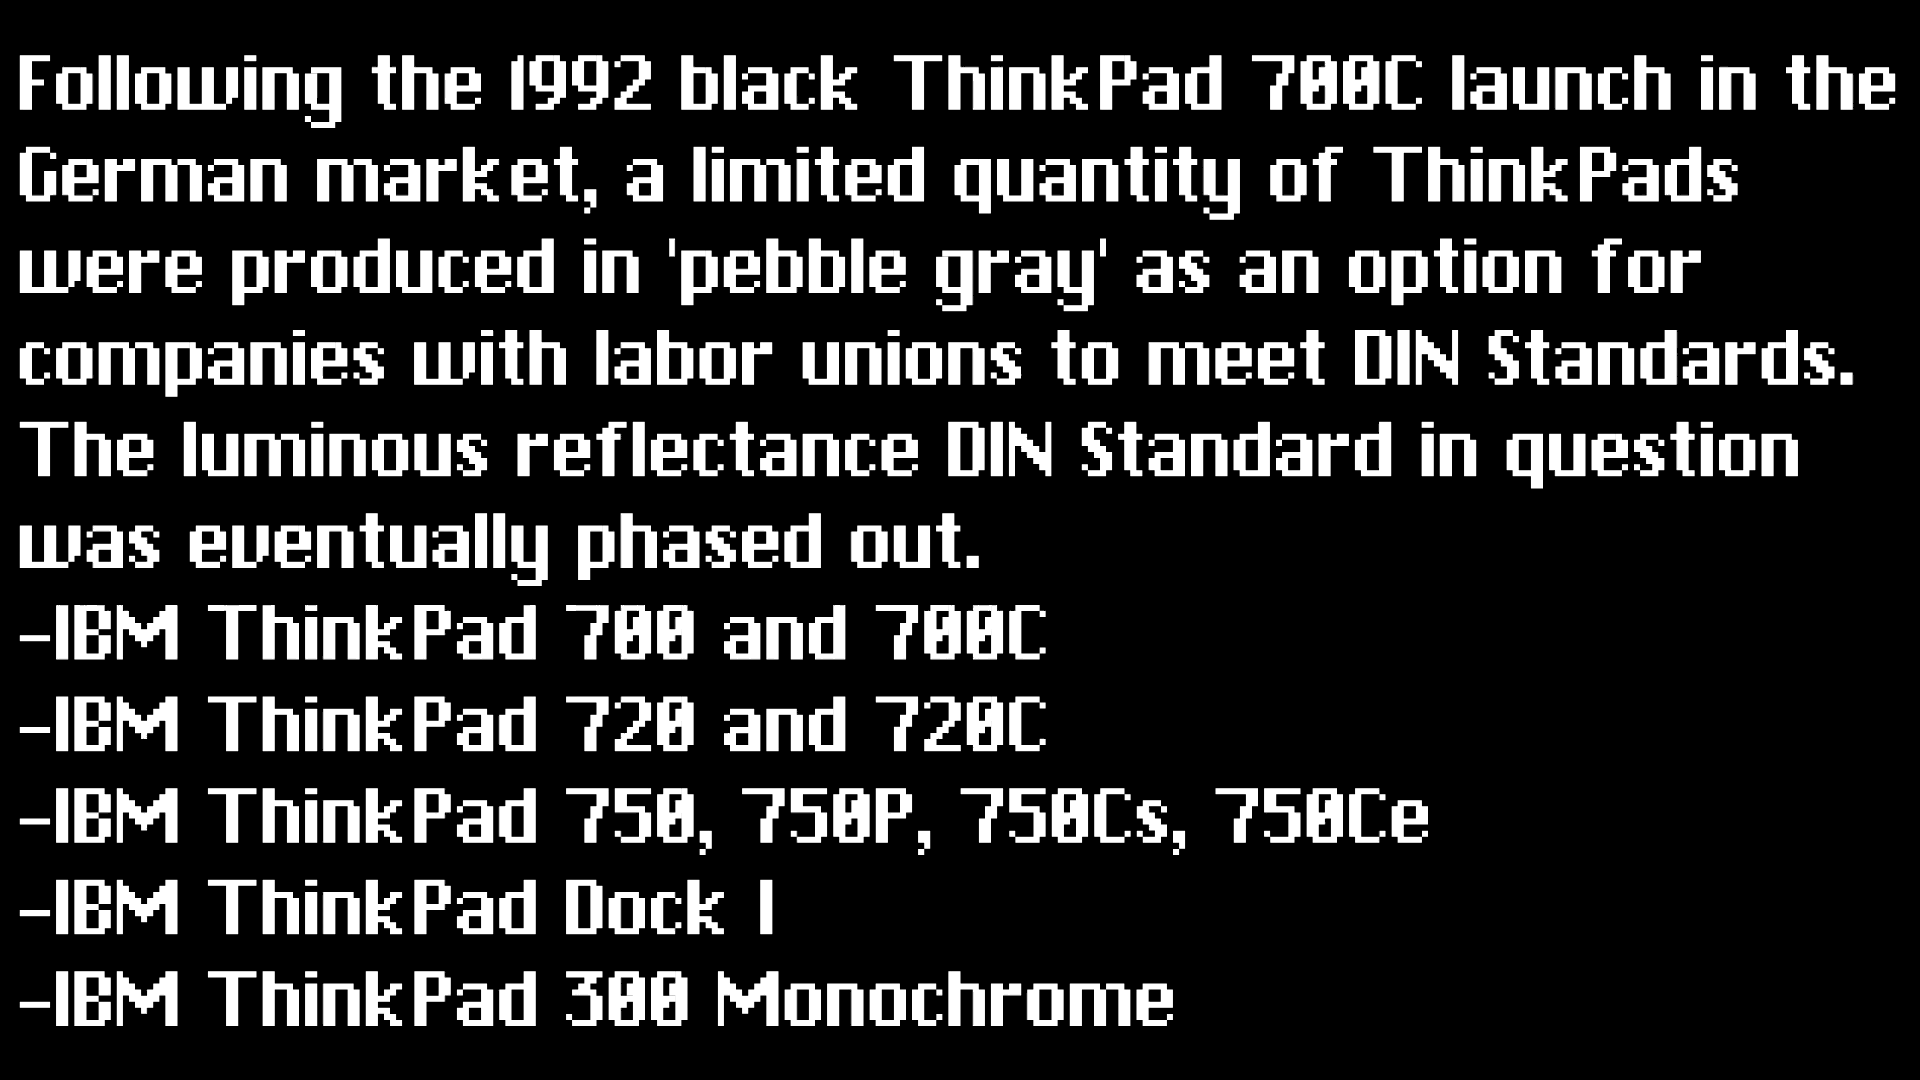 Following the 1992 black ThinkPad 700C launch in the
German market, a limited quantity of ThinkPads
were produced in 'pebble gray' as an option for
companies with labor unions to meet DIN Standards.
The luminous reflectance DIN Standard in question
was eventually phased out.
-IBM ThinkPad 700 and 700C
-IBM ThinkPad 720 and 720C
-IBM ThinkPad 750, 750P, 750Cs, 750Ce
-IBM ThinkPad Dock I
-IBM ThinkPad 300 Monochrome